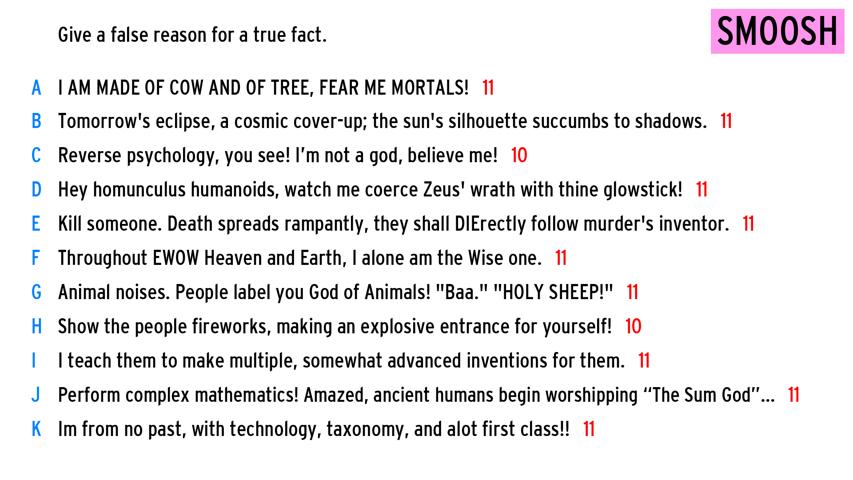 Give a false reason for a true fact.
SMOOSH
A I AM MADE OF COW AND OF TREE, FEAR ME MORTALS! 11
B Tomorrow's eclipse, a cosmic cover-up; the sun's silhouette succumbs to shadows. 11
C Reverse psychology, you see! I’m not a god, believe me! 10
D Hey homunculus humanoids, watch me coerce Zeus' wrath with thine glowstick! 11
E Kill someone. Death spreads rampantly, they shall DIErectly follow murder's inventor. 11
F Throughout EWOW Heaven and Earth, I alone am the Wise one. 11
G Animal noises. People label you God of Animals! "Baa." "HOLY SHEEP!" 11
H Show the people fireworks, making an explosive entrance for yourself! 10
I I teach them to make multiple, somewhat advanced inventions for them. 11
J Perform complex mathematics! Amazed, ancient humans begin worshipping “The Sum God”... 11
K Im from no past, with technology, taxonomy, and alot first class!! 11